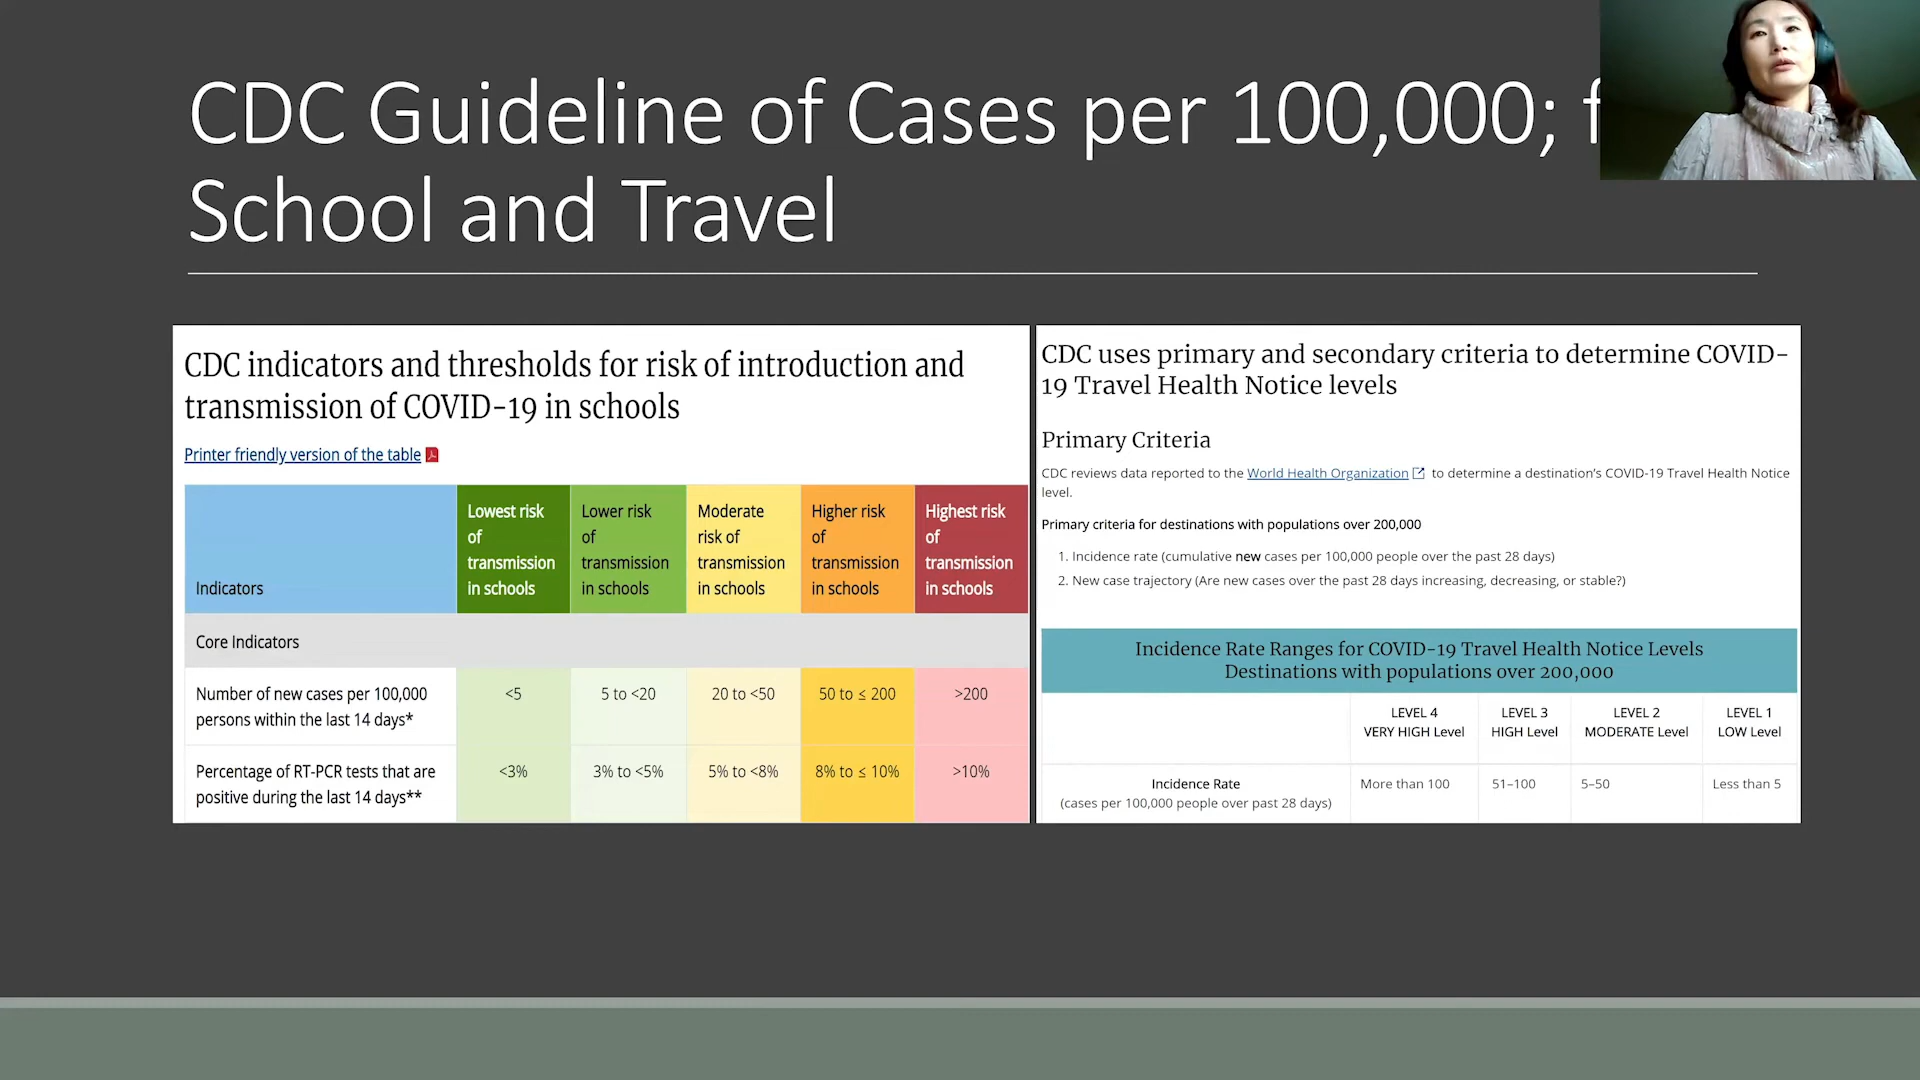 CDC Guideline of Cases per 100,000; f
School and Travel
CDC indicators and thresholds for risk of introduction and
transmission of COVID-19 in schools
Printer friendly version of the table
Indicators
Lowest risk
of
transmission
in schools
Lower risk
of
transmission
in schools
Moderate
risk of
transmission
in schools
Higher risk
of
transmission
in schools
Highest risk
of
transmission
in schools
Core Indicators
Number of new cases per 100,000
persons within the last 14 days*
<5
5 to <20
20 to <50
50 to ≤ 200
>200
Percentage of RT-PCR tests that are
positive during the last 14 days**
<3%
3% to <5%
5% to <8%
8% to ≤ 10%
>10%
CDC uses primary and secondary criteria to determine COVID-
19 Travel Health Notice levels
Primary Criteria
CDC reviews data reported to the World Health Organization to determine a destination's COVID-19 Travel Health Notice
level.
Primary criteria for destinations with populations over 200,000
1. Incidence rate (cumulative new cases per 100,000 people over the past 28 days)
2. New case trajectory (Are new cases over the past 28 days increasing, decreasing, or stable?)
Incidence Rate Ranges for COVID-19 Travel Health Notice Levels
Destinations with populations over 200,000
LEVEL 4
VERY HIGH Level
LEVEL 3
HIGH Level
LEVEL 2
MODERATE Level
LEVEL 1
LOW Level
Incidence Rate
(cases per 100,000 people over past 28 days)
More than 100
51–100
5–50
Less than 5